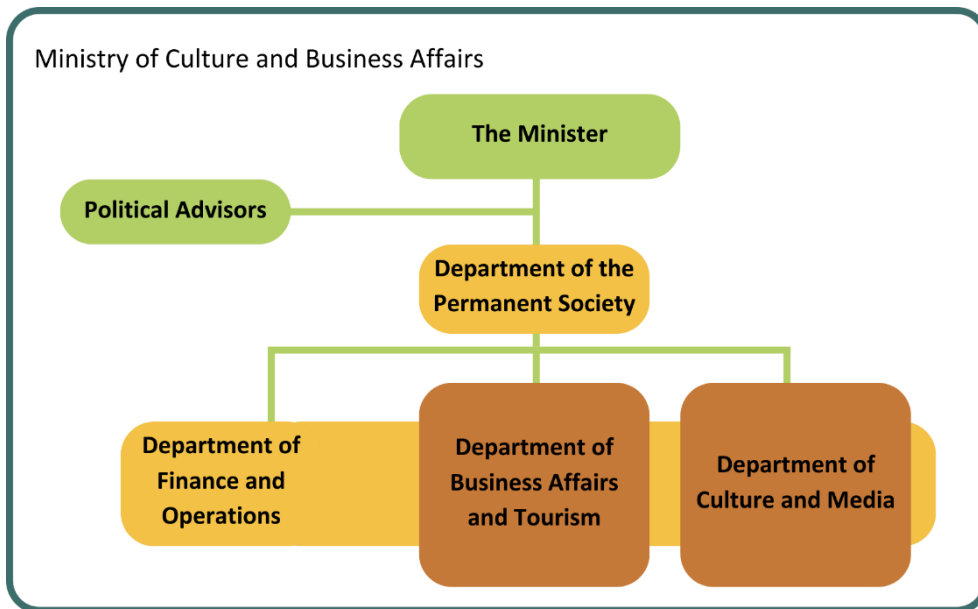 Ministry of Culture and Business Affairs
The Minister
Political Advisors
Department of the
Permanent Society
Department of
Finance and
Operations
Department of
Business Affairs
and Tourism
Department of
Culture and Media